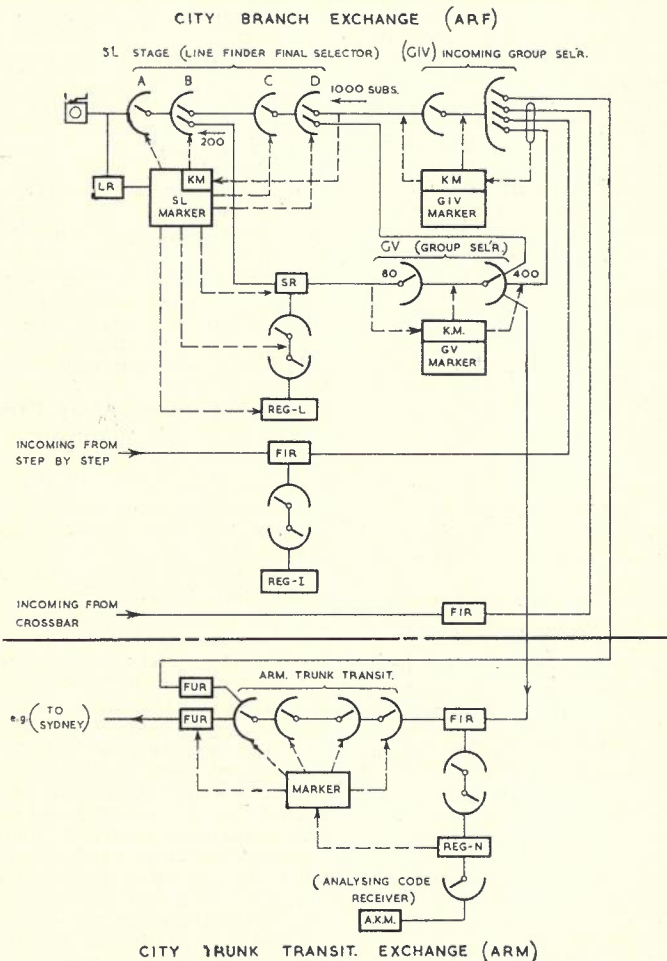 CITY BRANCH EXCHANGE (ARF)
SL STAGE (LINE FINDER FINAL SELECTOR)
(GIV) INCOMING GROUP SEL'R.
A B C D
1000 SUBS.
200
LR
KM
SL
MARKER
KM
GIV
MARKER
GV (GROUP SEL'R.)
80
400
SR
K.M.
GV
MARKER
REG-L
INCOMING FROM
STEP BY STEP
FIR
REG-I
INCOMING FROM
CROSSBAR
FIR
ARM. TRUNK TRANSIT.
FUR
e.g. (TO
SYDNEY)
FUR
FIR
MARKER
REG-N
(ANALYSING CODE
RECEIVER)
A.K.M.
CITY TRUNK TRANSIT. EXCHANGE (ARM)